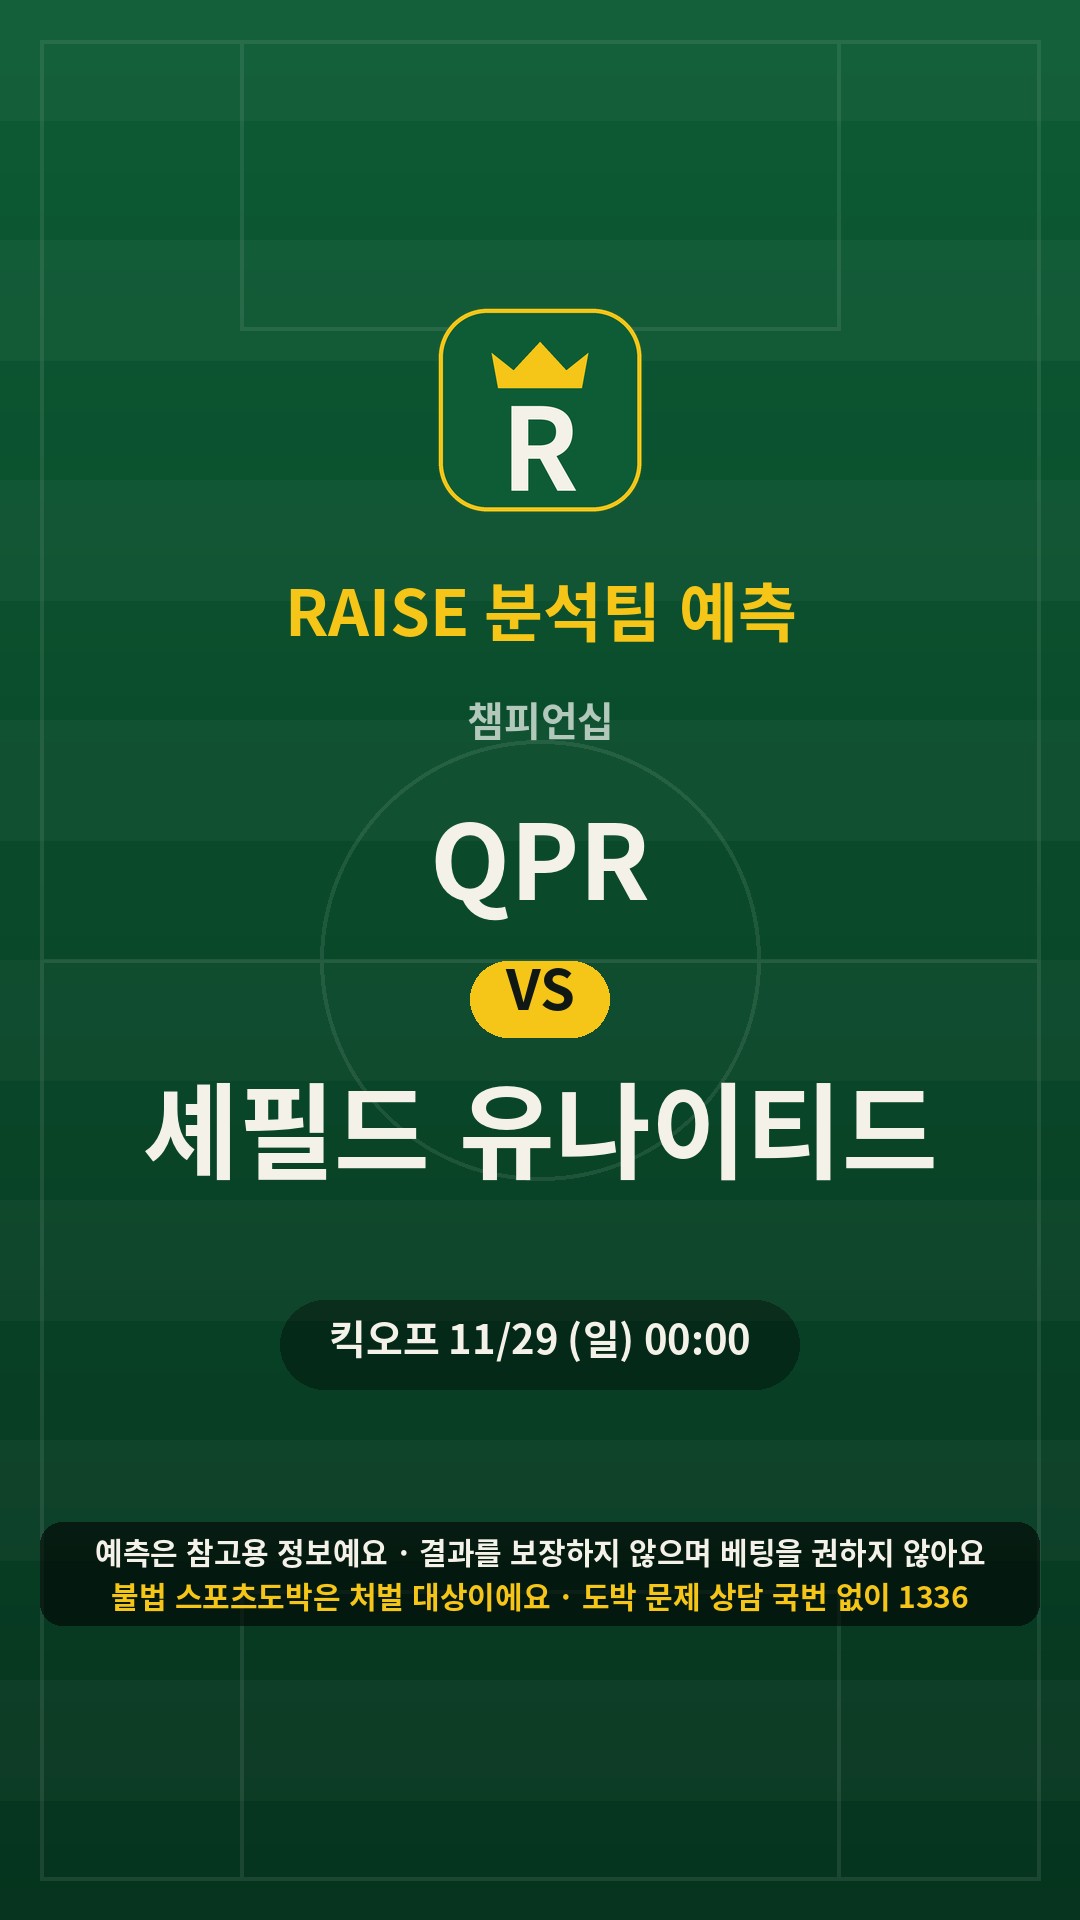 R
RAISE 분석팀 예측
챔피언십
QPR
VS
셰필드 유나이티드
킥오프 11/29 (일) 00:00
예측은 참고용 정보예요 · 결과를 보장하지 않으며 베팅을 권하지 않아요
불법 스포츠도박은 처벌 대상이에요 · 도박 문제 상담 국번 없이 1336